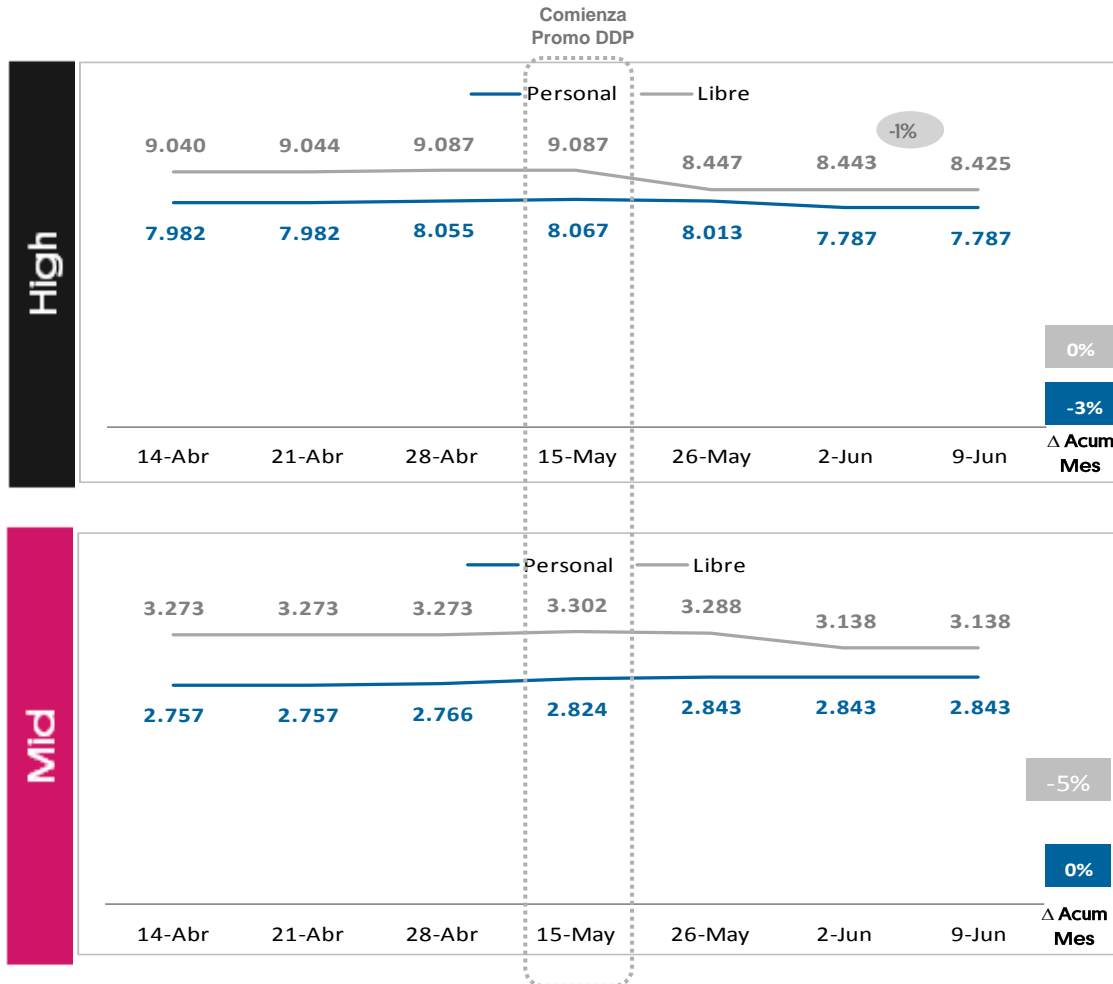 Comienza
Promo DDP
High
Personal Libre
-1%
9.040 9.044 9.087 9.087 8.447 8.443 8.425
7.982 7.982 8.055 8.067 8.013 7.787 7.787
0%
-3%
14-Abr 21-Abr 28-Abr 15-May 26-May 2-Jun 9-Jun
Δ Acum
Mes
Mid
Personal Libre
3.273 3.273 3.273 3.302 3.288 3.138 3.138
2.757 2.757 2.766 2.824 2.843 2.843 2.843
-5%
0%
14-Abr 21-Abr 28-Abr 15-May 26-May 2-Jun 9-Jun
Δ Acum
Mes